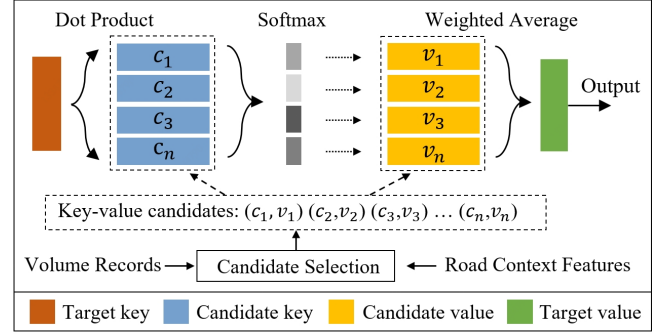 Dot Product Softmax Weighted Average
c₁ v₁
c₂ v₂
c₃ v₃
cₙ vₙ
Output
Key-value candidates: (c₁,v₁) (c₂,v₂) (c₃,v₃) … (cₙ,vₙ)
Volume Records Candidate Selection Road Context Features
Target key Candidate key Candidate value Target value